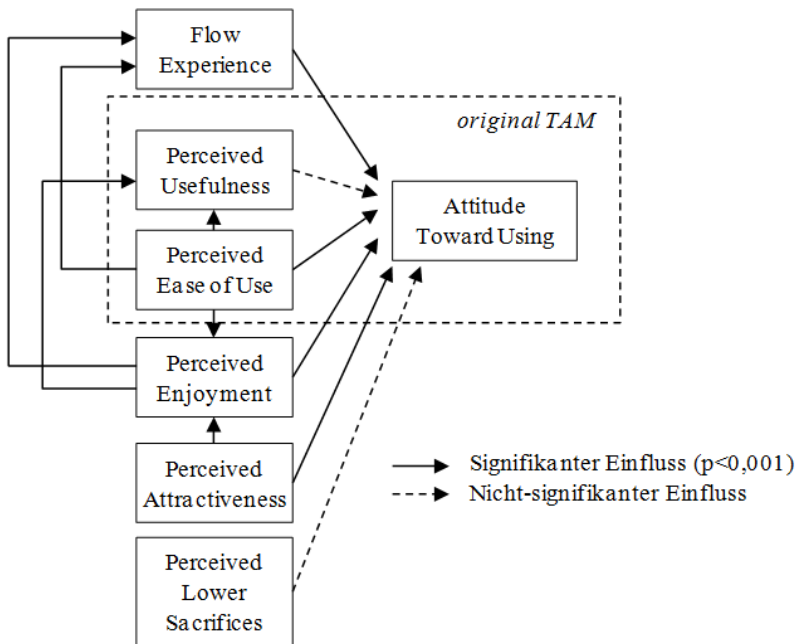 Flow
Experience
original TAM
Perceived
Usefulness
Attitude
Toward Using
Perceived
Ease of Use
Perceived
Enjoyment
Perceived
Attractiveness
Signifikanter Einfluss (p<0,001)
Nicht-signifikanter Einfluss
Perceived
Lower
Sacrifices